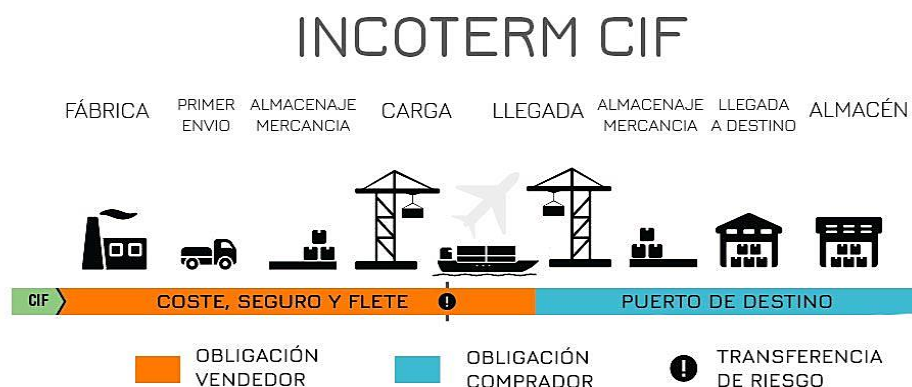 INCOTERM CIF
FÁBRICA
PRIMER
ENVIO
ALMACENAJE
MERCANCIA
CARGA
LLEGADA
ALMACENAJE
MERCANCIA
LLEGADA
A DESTINO
ALMACÉN
CIF
COSTE, SEGURO Y FLETE
!
PUERTO DE DESTINO
OBLIGACIÓN
VENDEDOR
OBLIGACIÓN
COMPRADOR
!
TRANSFERENCIA
DE RIESGO